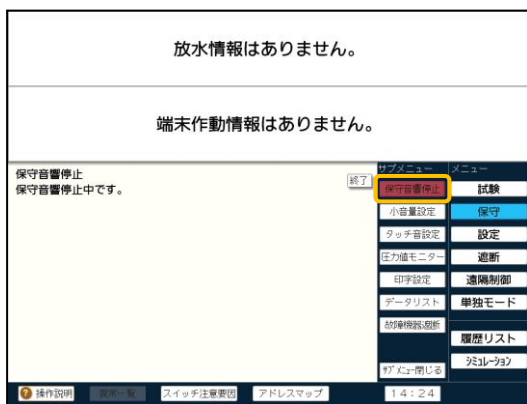 放水情報はありません。
端末作動情報はありません。
保守音響停止
保守音響停止中です。
終了
サブメニュー
保守音響停止
小音量設定
タッチ音設定
圧力値モニター
印字設定
データリスト
故障機器遮断
ｻﾌﾞﾒﾆｭｰ閉じる
メニュー
試験
保守
設定
遮断
遠隔制御
単独モード
履歴リスト
ｼﾐｭﾚｰｼｮﾝ
操作説明
スイッチ注意要因
アドレスマップ
14:24